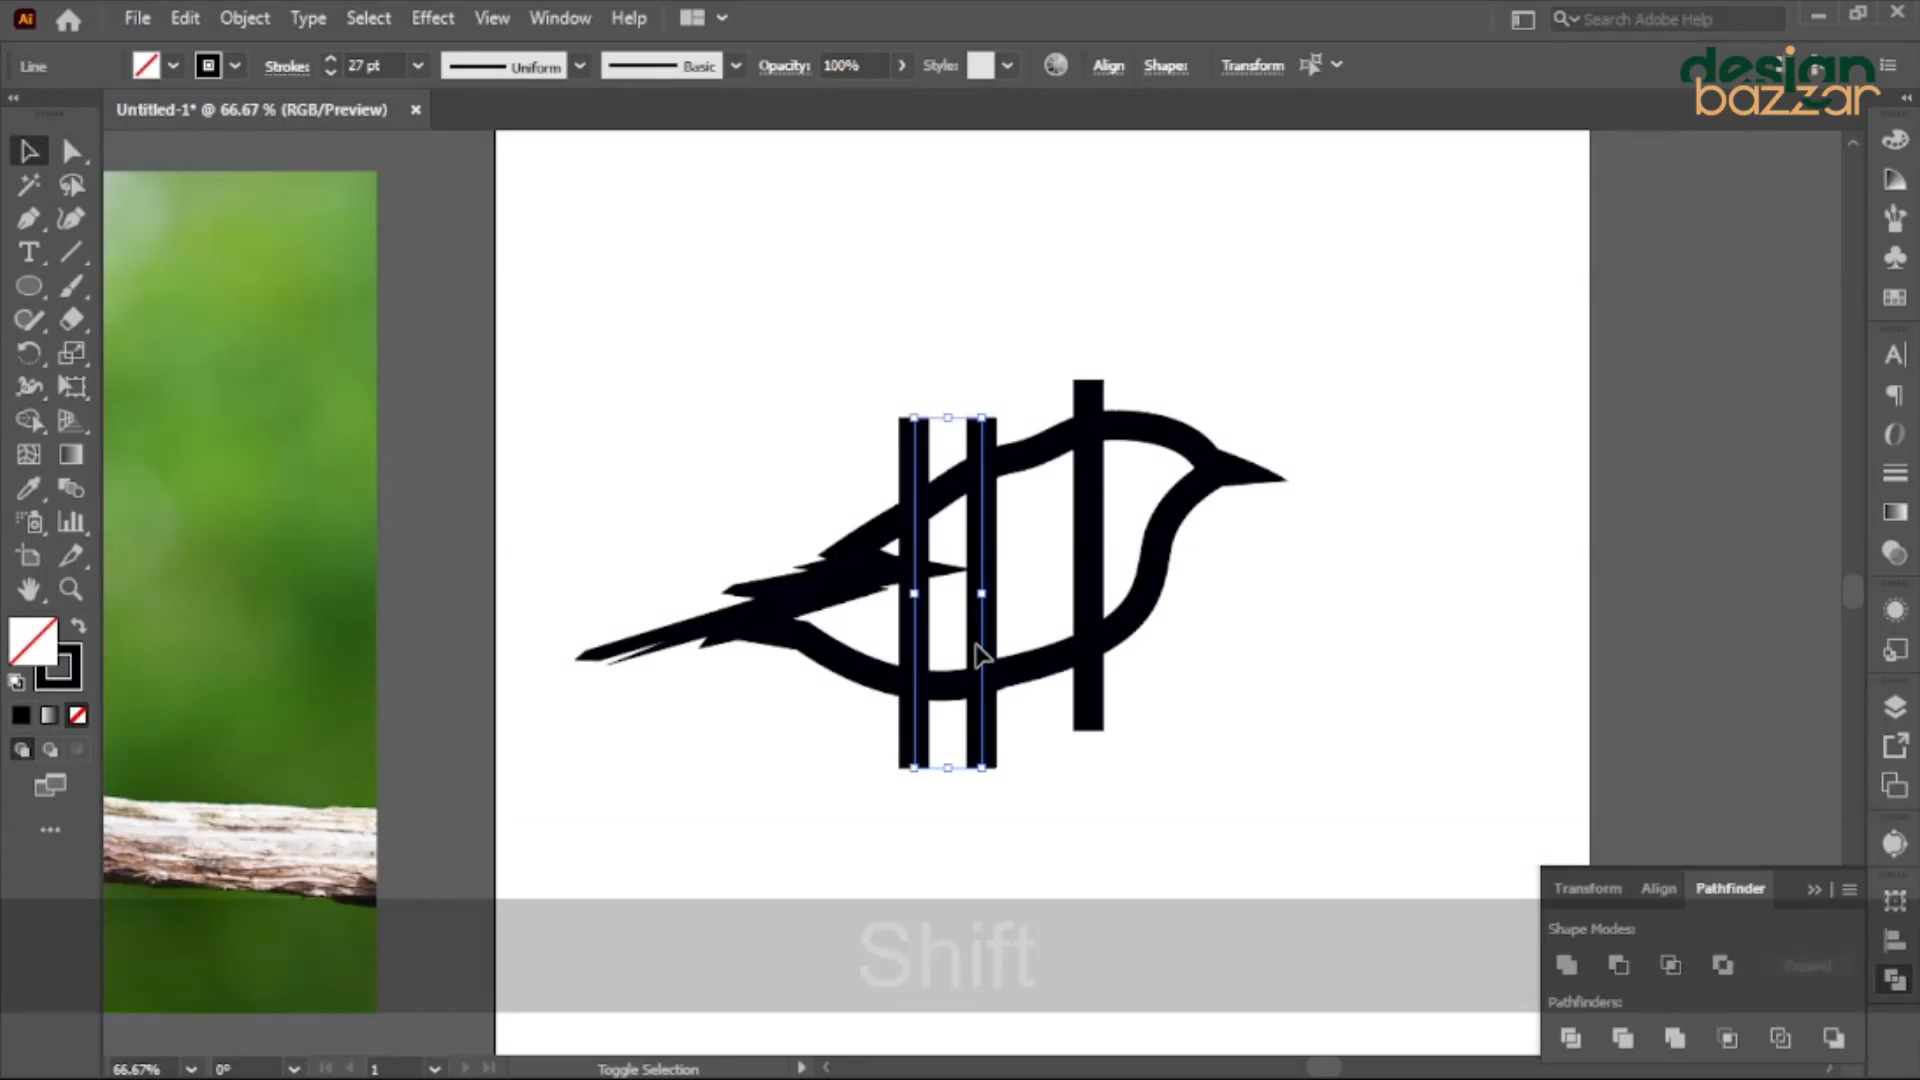 Ai File Edit Object Type Select Effect View Window Help Search Adobe Help
Line Stroke: 27 pt Uniform Basic Opacity: 100% Style: Align Shape: Transform
design
bazzar
Untitled-1* @ 66.67 % (RGB/Preview)
Shift
Transform Align Pathfinder
Shape Modes:
Expand
Pathfinders:
66.67% 0° 1 Toggle Selection